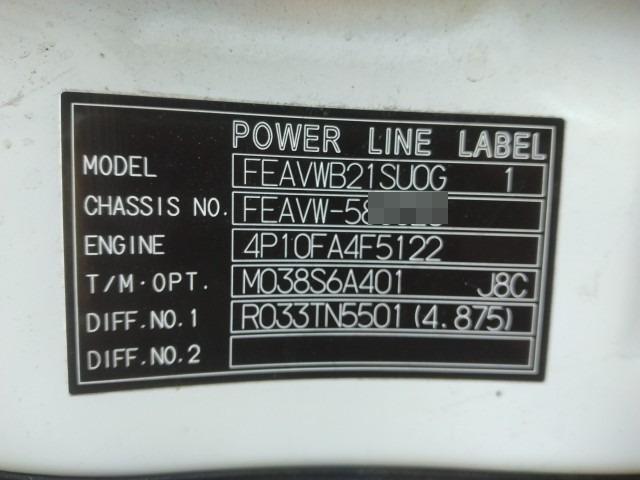 POWER LINE LABEL
MODEL FEAVWB21SU0G 1
CHASSIS NO. FEAVW-58
ENGINE 4P10FA4F5122
T/M·OPT. M038S6A401 J8C
DIFF.NO.1 R033TN5501 (4.875)
DIFF.NO.2